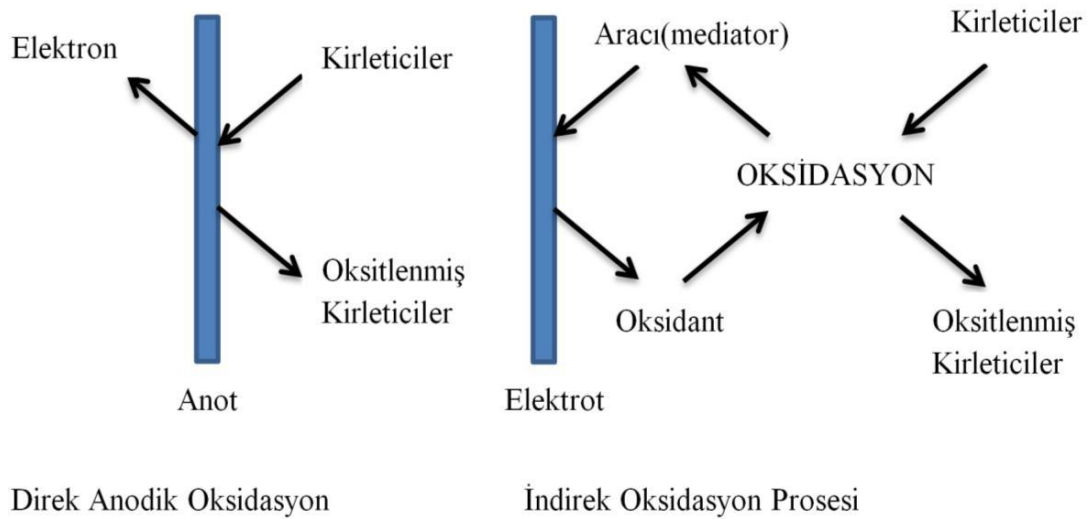 Elektron
Kirleticiler
Oksitlenmiş
Kirleticiler
Anot
Direk Anodik Oksidasyon
Aracı(mediator)
Kirleticiler
OKSİDASYON
Oksidant
Oksitlenmiş
Kirleticiler
Elektrot
İndirek Oksidasyon Prosesi